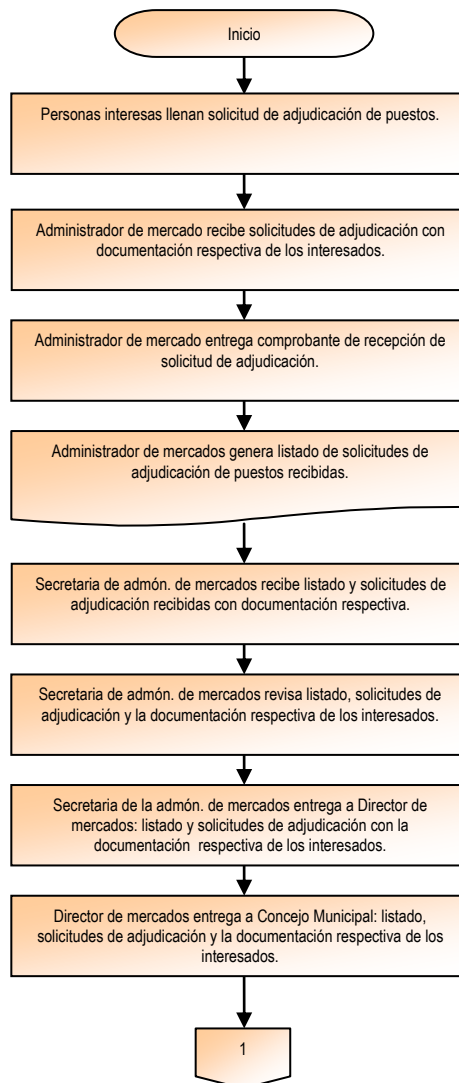 Inicio
Personas interesas llenan solicitud de adjudicación de puestos.
Administrador de mercado recibe solicitudes de adjudicación con
documentación respectiva de los interesados.
Administrador de mercado entrega comprobante de recepción de
solicitud de adjudicación.
Administrador de mercados genera listado de solicitudes de
adjudicación de puestos recibidas.
Secretaria de admón. de mercados recibe listado y solicitudes de
adjudicación recibidas con documentación respectiva.
Secretaria de admón. de mercados revisa listado, solicitudes de
adjudicación y la documentación respectiva de los interesados.
Secretaria de la admón. de mercados entrega a Director de
mercados: listado y solicitudes de adjudicación con la
documentación respectiva de los interesados.
Director de mercados entrega a Concejo Municipal: listado,
solicitudes de adjudicación y la documentación respectiva de los
interesados.
1